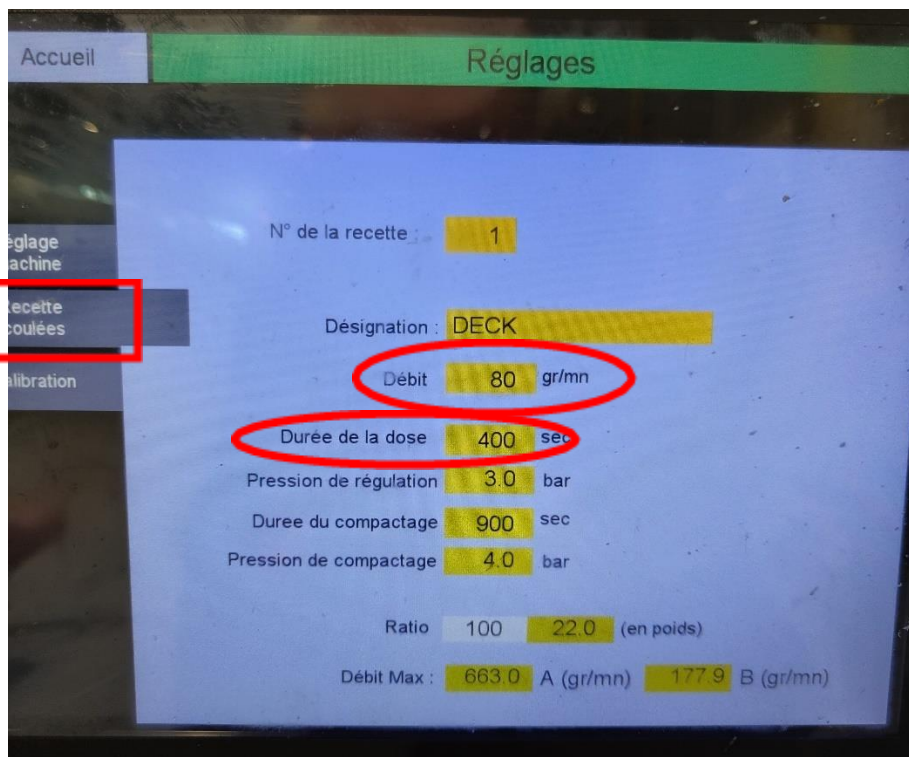 Accueil
Réglages
N° de la recette : 1
églage
achine
Recette
coulées
Désignation : DECK
alibration
Débit 80 gr/mn
Durée de la dose 400 sec
Pression de régulation 3.0 bar
Duree du compactage 900 sec
Pression de compactage 4.0 bar
Ratio 100 22.0 (en poids)
Débit Max : 663.0 A (gr/mn) 177.9 B (gr/mn)